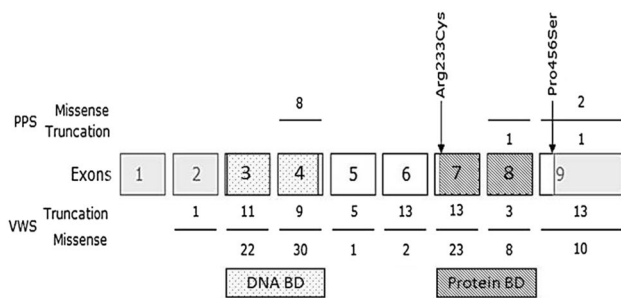 Arg233Cys Pro456Ser
PPS Missense 8 2
Truncation 1 1
Exons 1 2 3 4 5 6 7 8 9
VWS Truncation 1 11 9 5 13 13 3 13
Missense 22 30 1 2 23 8 10
DNA BD Protein BD